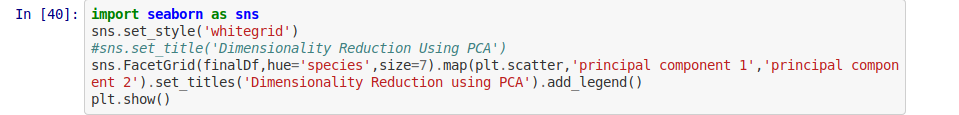 In [40]: import seaborn as sns
sns.set_style('whitegrid')
#sns.set_title('Dimensionality Reduction Using PCA')
sns.FacetGrid(finalDf,hue='species',size=7).map(plt.scatter,'principal component 1','principal compon
ent 2').set_titles('Dimensionality Reduction using PCA').add_legend()
plt.show()